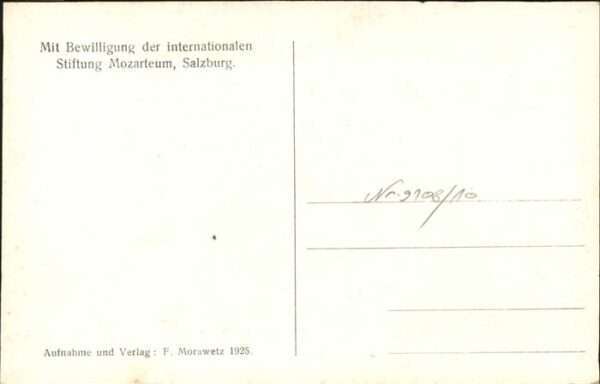 Mit Bewilligung der internationalen
Stiftung Mozarteum, Salzburg.
Nr. 9108/10
Aufnahme und Verlag: F. Morawetz 1925.